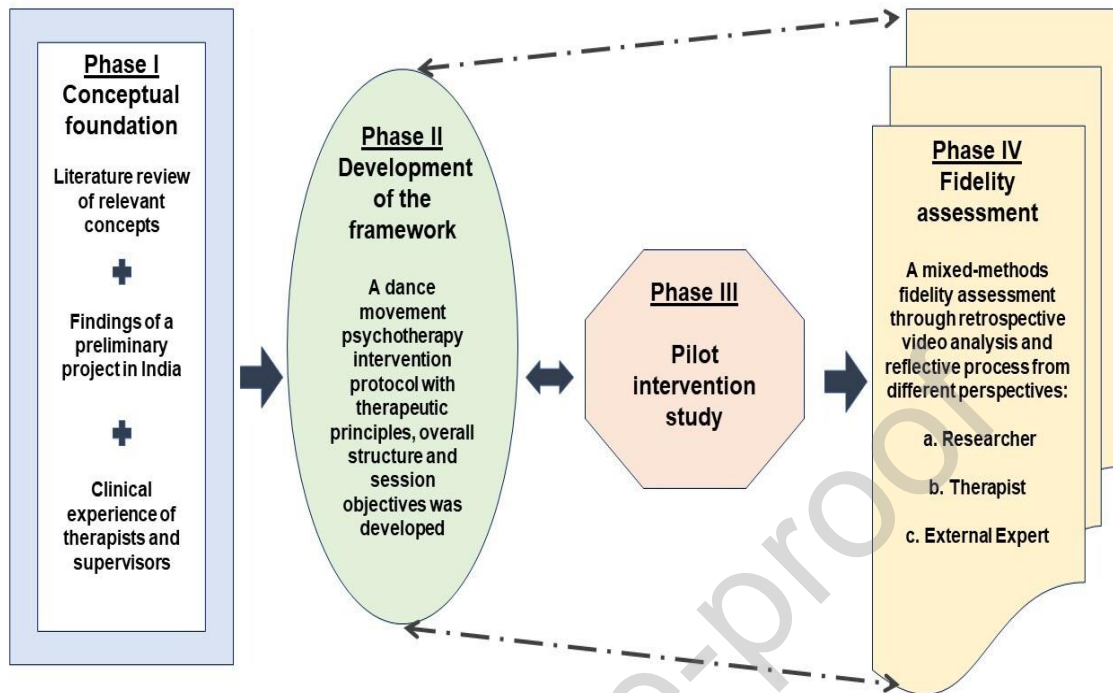 Phase I
Conceptual
foundation
Literature review
of relevant
concepts
Findings of a
preliminary
project in India
Clinical
experience of
therapists and
supervisors
Phase II
Development
of the
framework
A dance
movement
psychotherapy
intervention
protocol with
therapeutic
principles, overall
structure and
session
objectives was
developed
Phase III
Pilot
intervention
study
Phase IV
Fidelity
assessment
A mixed-methods
fidelity assessment
through retrospective
video analysis and
reflective process from
different perspectives:
a. Researcher
b. Therapist
c. External Expert
-proof